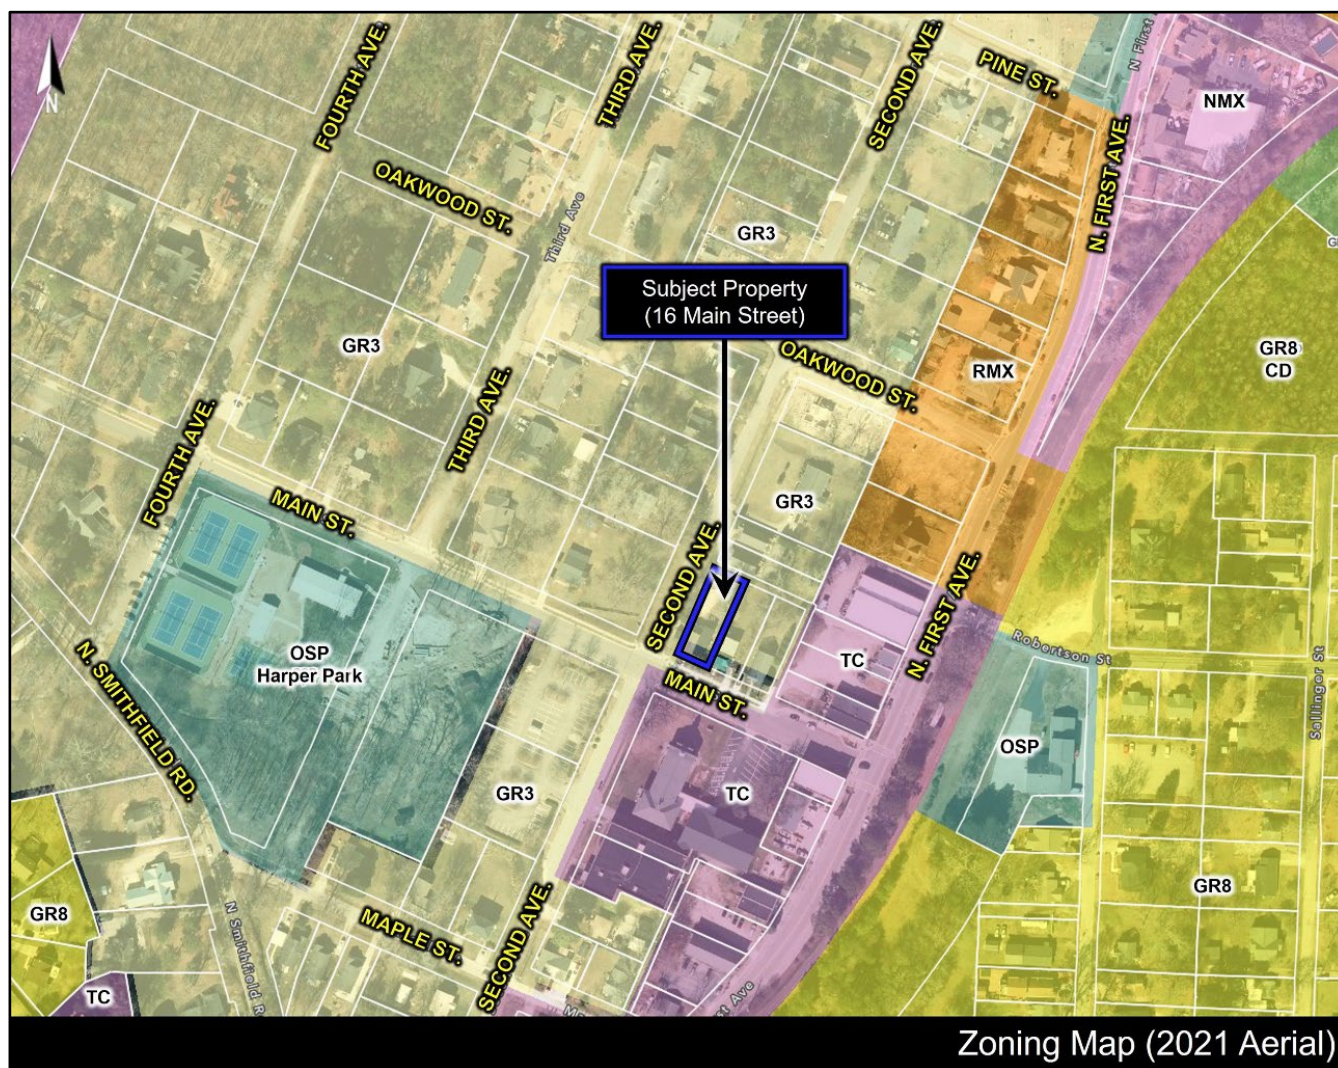 N
FOURTH AVE.
THIRD AVE.
SECOND AVE.
PINE ST.
N First
NMX
N. FIRST AVE.
OAKWOOD ST.
Third Ave
GR3
Subject Property
(16 Main Street)
GR3
OAKWOOD ST.
RMX
GR8
CD
THIRD AVE.
FOURTH AVE.
MAIN ST.
GR3
SECOND AVE.
N. FIRST AVE.
Robertson St
Sallinger St
OSP
Harper Park
TC
MAIN ST.
N. SMITHFIELD RD.
OSP
GR3
TC
GR8
GR8
N Smithfield R
MAPLE ST.
SECOND AVE.
TC
st Ave
Zoning Map (2021 Aerial)